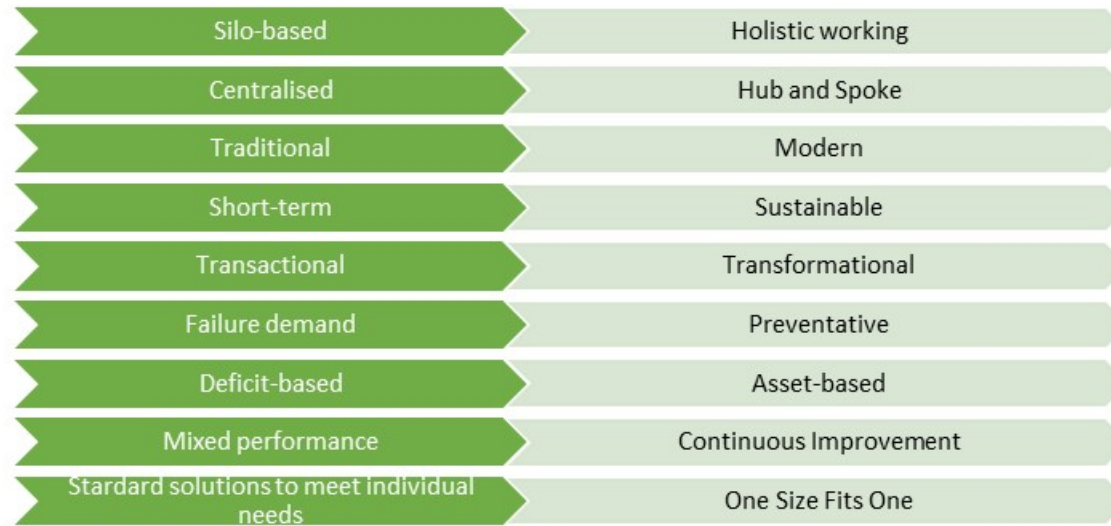 Silo-based
Holistic working
Centralised
Hub and Spoke
Traditional
Modern
Short-term
Sustainable
Transactional
Transformational
Failure demand
Preventative
Deficit-based
Asset-based
Mixed performance
Continuous Improvement
Stardard solutions to meet individual
needs
One Size Fits One